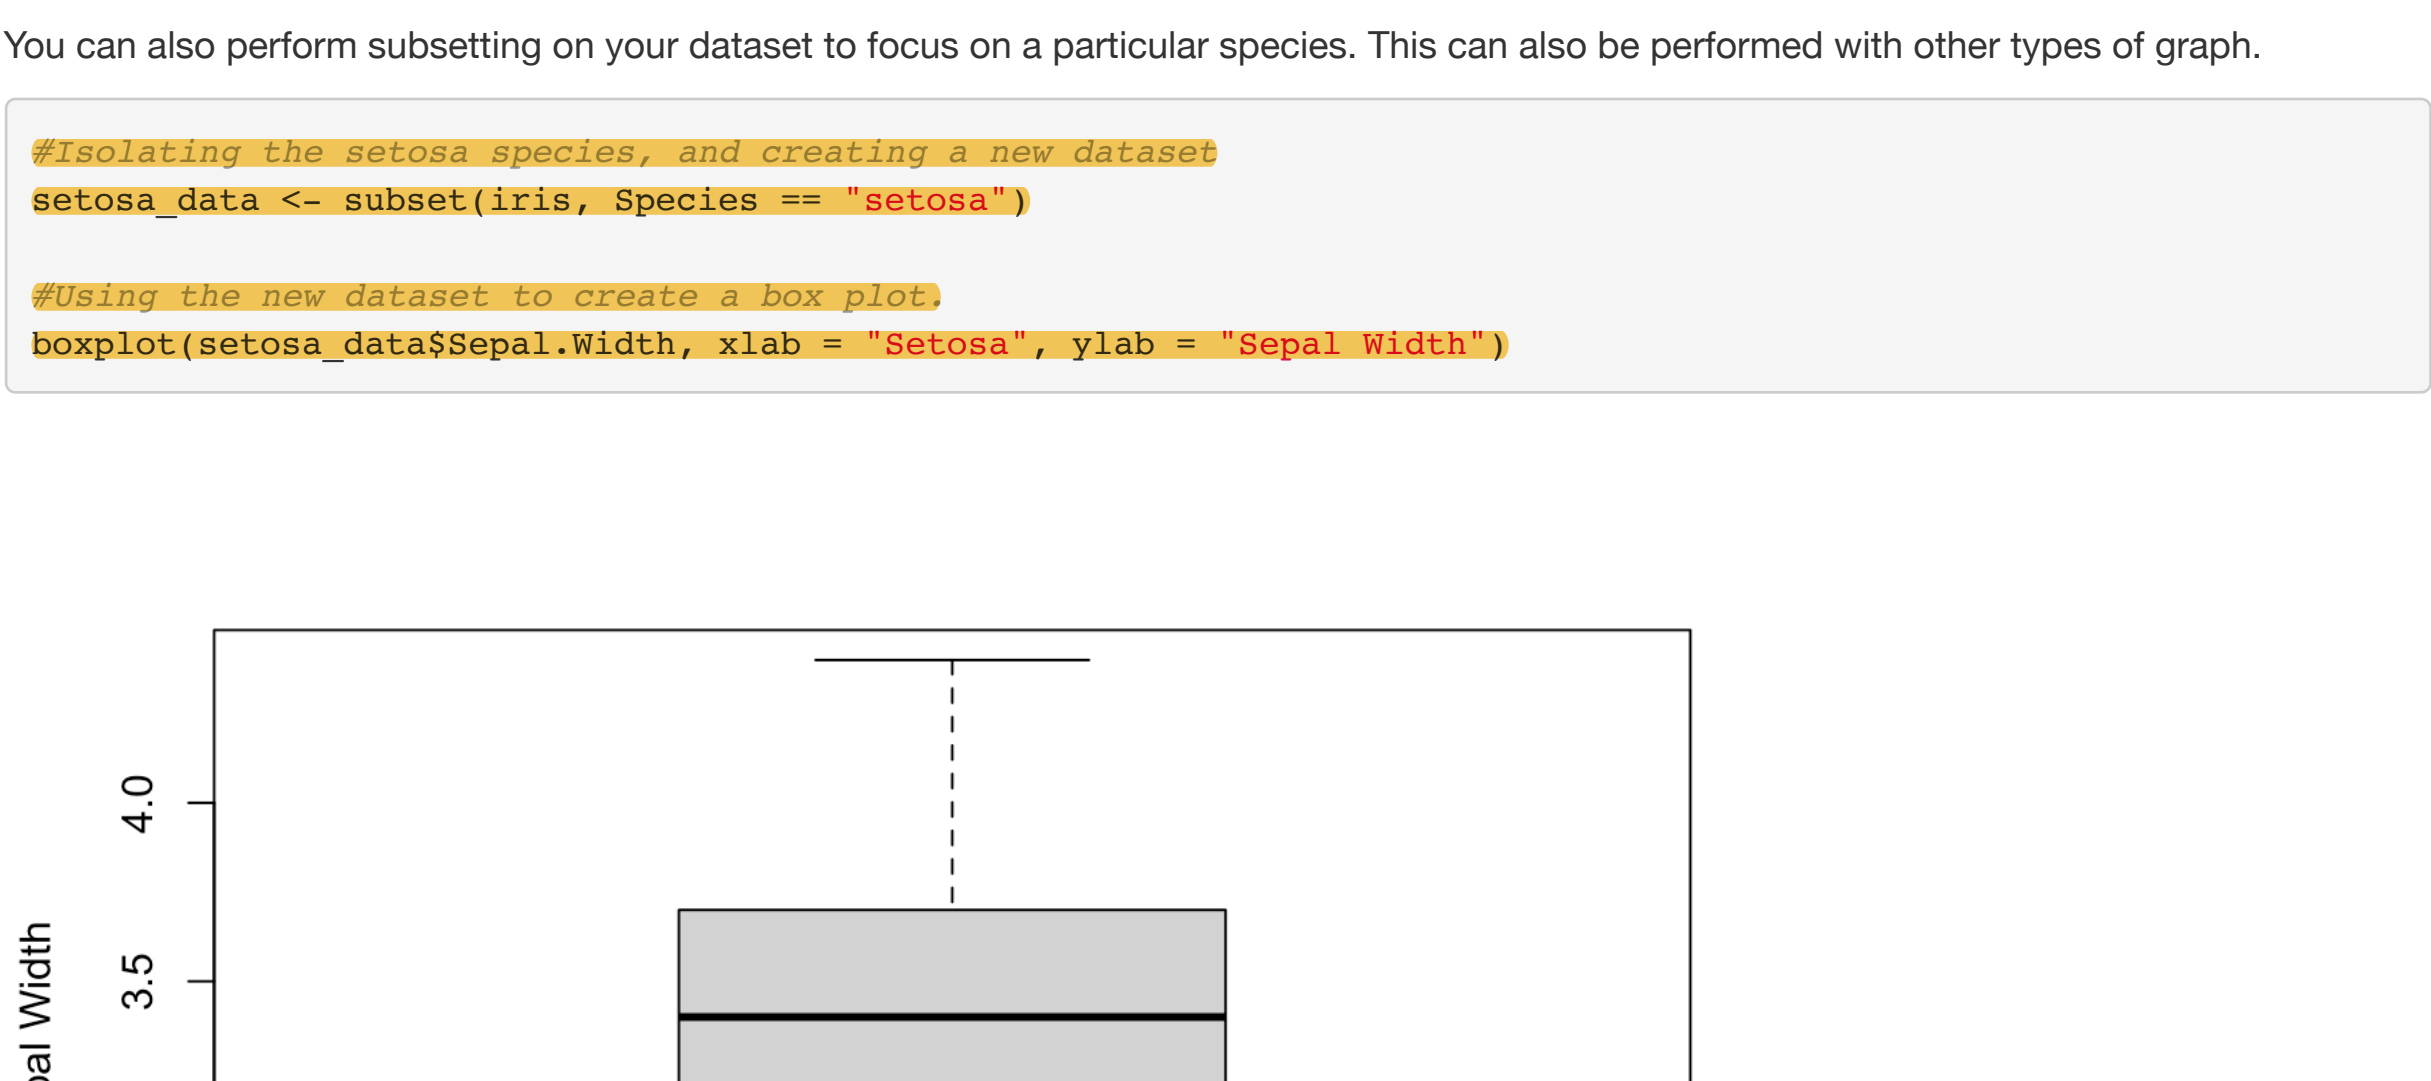 You can also perform subsetting on your dataset to focus on a particular species. This can also be performed with other types of graph.
#Isolating the setosa species, and creating a new dataset
setosa_data <- subset(iris, Species == "setosa")
#Using the new dataset to create a box plot.
boxplot(setosa_data$Sepal.Width, xlab = "Setosa", ylab = "Sepal Width")
4.0
3.5
pal Width